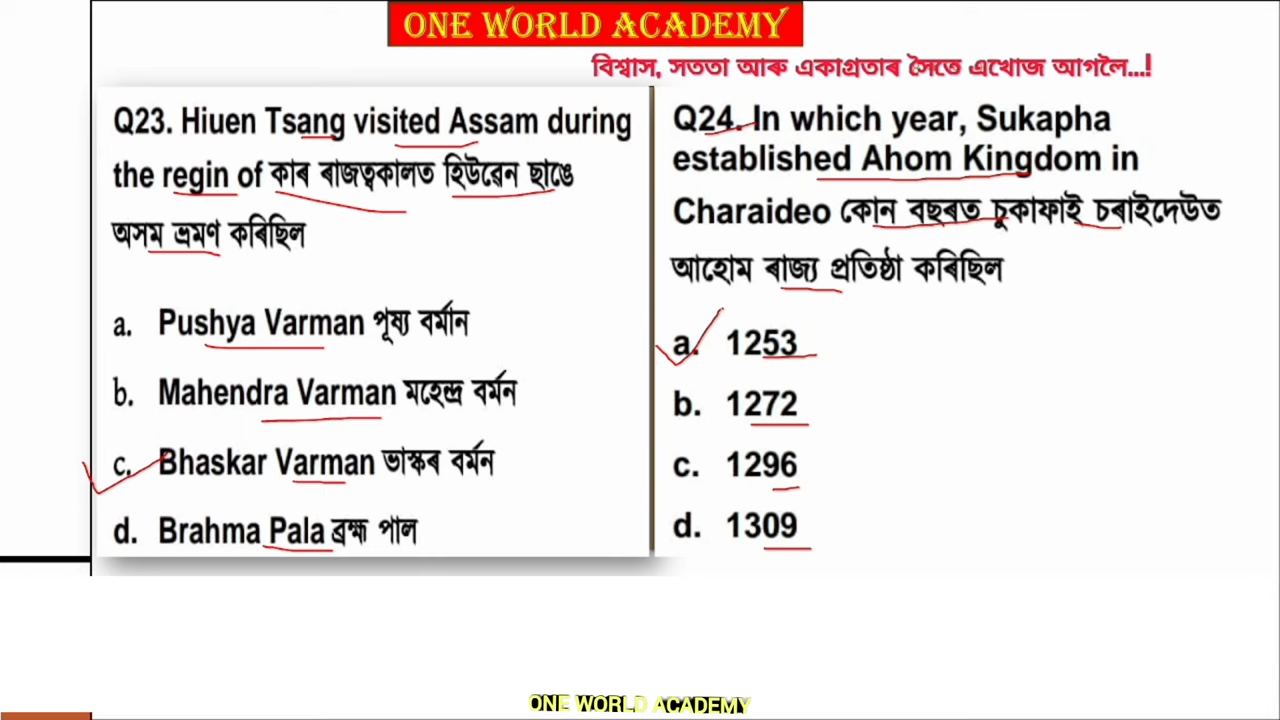 ONE WORLD ACADEMY
বিশ্বাস, সততা আৰু একাগ্ৰতাৰ সৈতে এখোজ আগলৈ...!
Q23. Hiuen Tsang visited Assam during
the regin of কাৰ ৰাজত্বকালত হিউৱেন ছাঙে
অসম ভ্ৰমণ কৰিছিল
a. Pushya Varman পূষ্য বৰ্মান
b. Mahendra Varman মহেন্দ্ৰ বৰ্মন
c. Bhaskar Varman ভাস্কৰ বৰ্মন
d. Brahma Pala ব্ৰহ্ম পাল
Q24. In which year, Sukapha
established Ahom Kingdom in
Charaideo কোন বছৰত চুকাফাই চৰাইদেউত
আহোম ৰাজ্য প্ৰতিষ্ঠা কৰিছিল
a. 1253
b. 1272
c. 1296
d. 1309
ONE WORLD ACADEMY